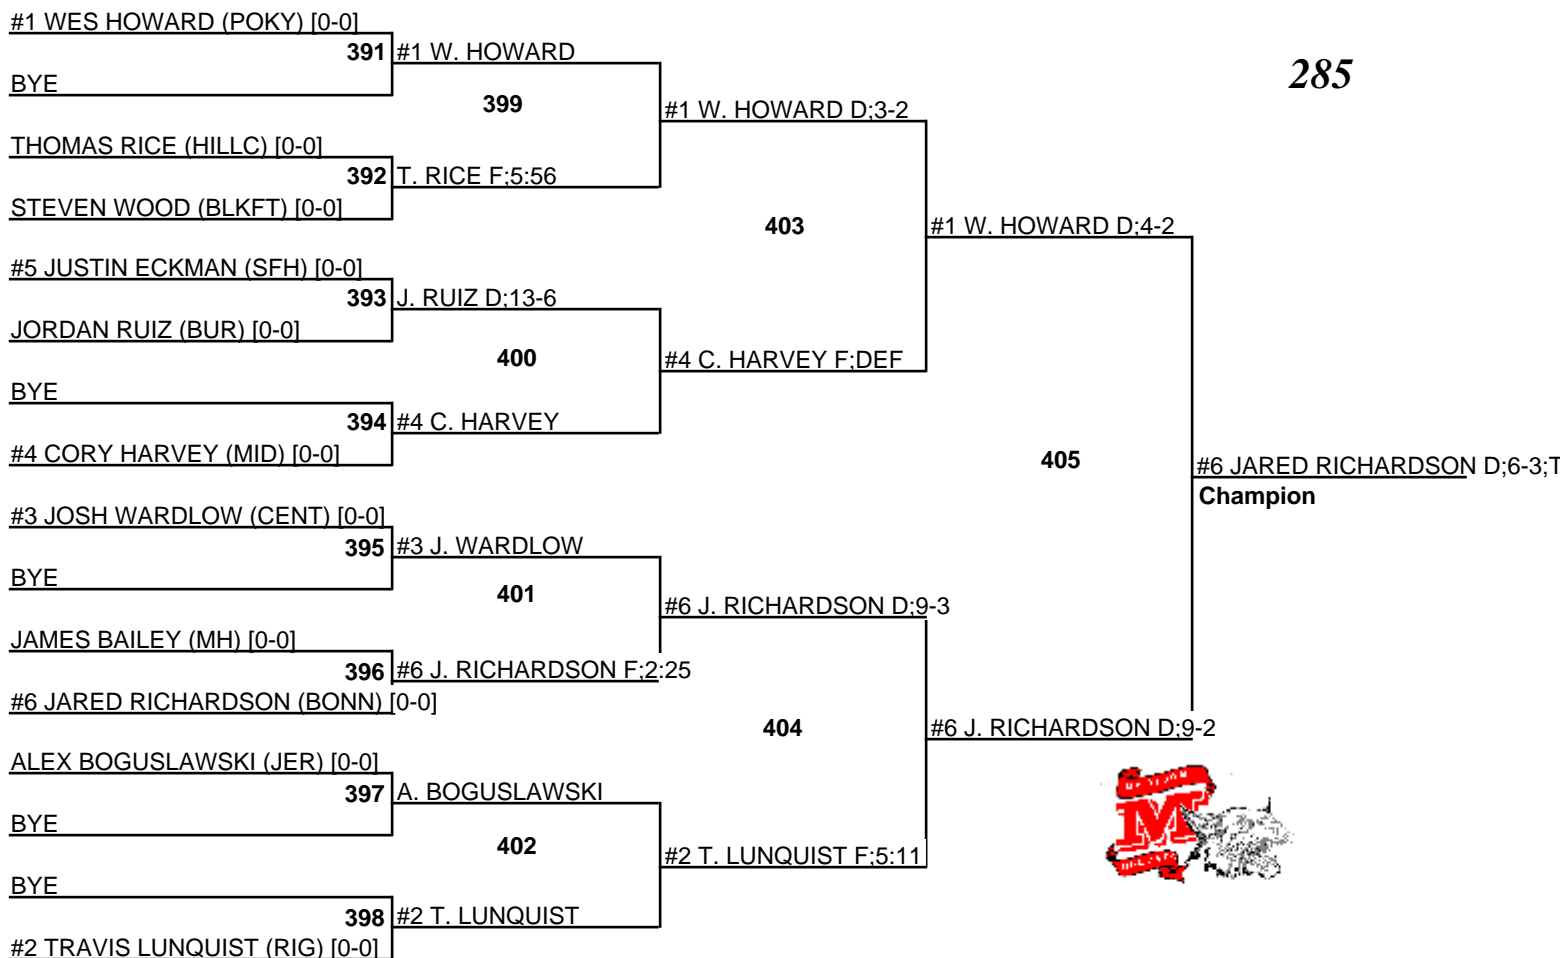 #1 WES HOWARD (POKY) [0-0]
391
#1 W. HOWARD
285
BYE
399
#1 W. HOWARD D;3-2
THOMAS RICE (HILLC) [0-0]
392
T. RICE F;5:56
STEVEN WOOD (BLKFT) [0-0]
403
#1 W. HOWARD D;4-2
#5 JUSTIN ECKMAN (SFH) [0-0]
393
J. RUIZ D;13-6
JORDAN RUIZ (BUR) [0-0]
400
#4 C. HARVEY F;DEF
BYE
394
#4 C. HARVEY
#4 CORY HARVEY (MID) [0-0]
405
#6 JARED RICHARDSON D;6-3;T
Champion
#3 JOSH WARDLOW (CENT) [0-0]
395
#3 J. WARDLOW
BYE
401
#6 J. RICHARDSON D;9-3
JAMES BAILEY (MH) [0-0]
396
#6 J. RICHARDSON F;2:25
#6 JARED RICHARDSON (BONN) [0-0]
404
#6 J. RICHARDSON D;9-2
ALEX BOGUSLAWSKI (JER) [0-0]
397
A. BOGUSLAWSKI
BYE
402
#2 T. LUNQUIST F;5:11
BYE
398
#2 T. LUNQUIST
#2 TRAVIS LUNQUIST (RIG) [0-0]
M